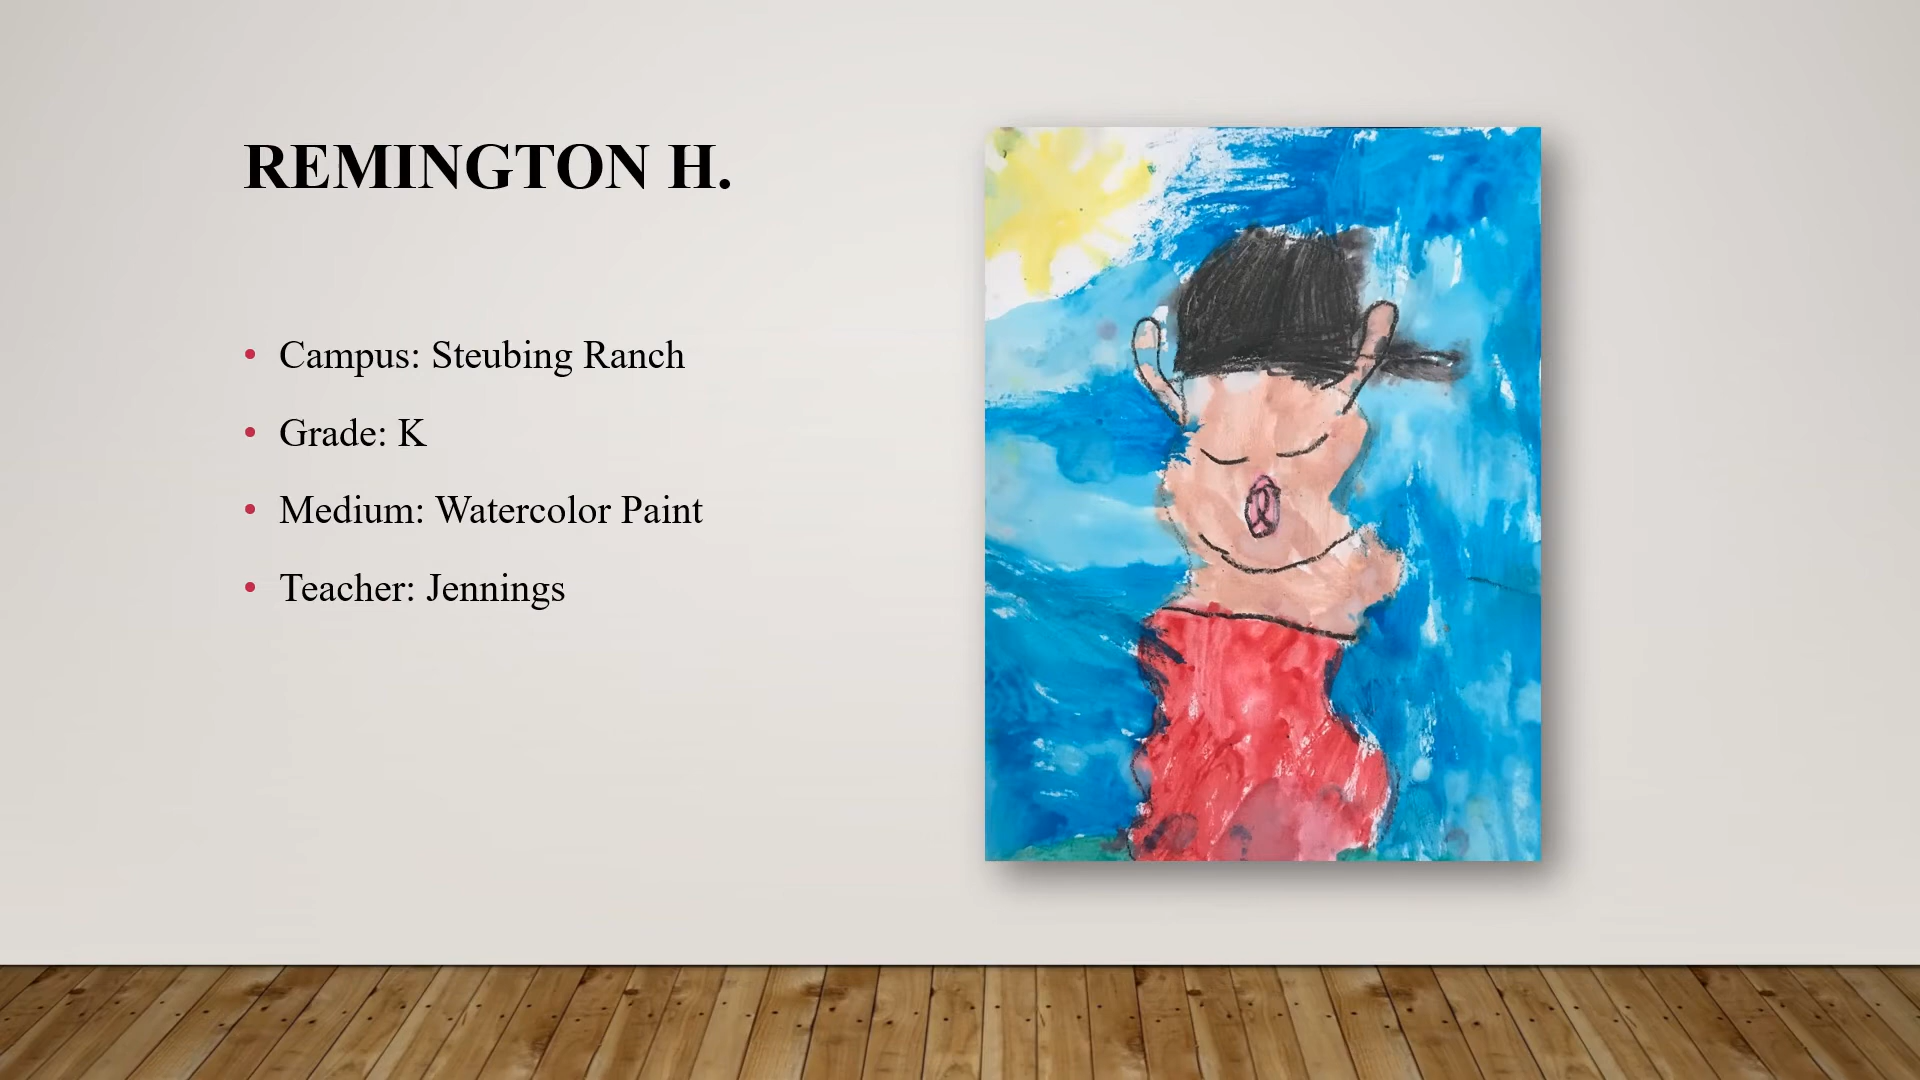 REMINGTON H.
Campus: Steubing Ranch
Grade: K
Medium: Watercolor Paint
Teacher: Jennings